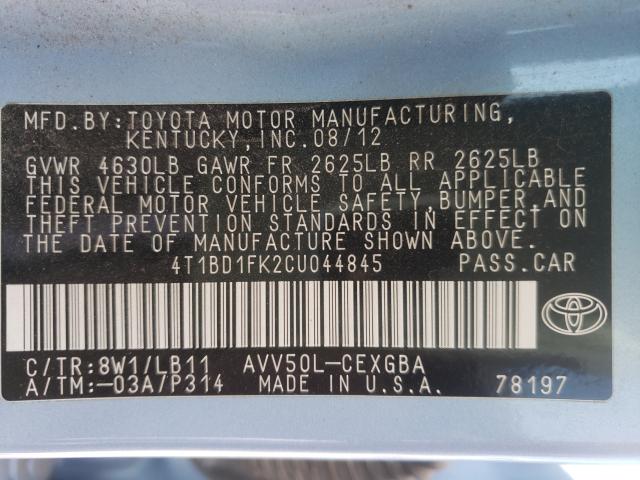 MFD.BY:TOYOTA MOTOR MANUFACTURING,
KENTUCKY,INC.08/12
GVWR 4630LB GAWR FR 2625LB RR 2625LB
THIS VEHICLE CONFORMS TO ALL APPLICABLE
FEDERAL MOTOR VEHICLE SAFETY, BUMPER,AND
THEFT PREVENTION STANDARDS IN EFFECT ON
THE DATE OF MANUFACTURE SHOWN ABOVE.
4T1BD1FK2CU044845 PASS.CAR
C/TR:8W1/LB11 AVV50L-CEXGBA
A/TM:-03A/P314 MADE IN U.S.A. 78197